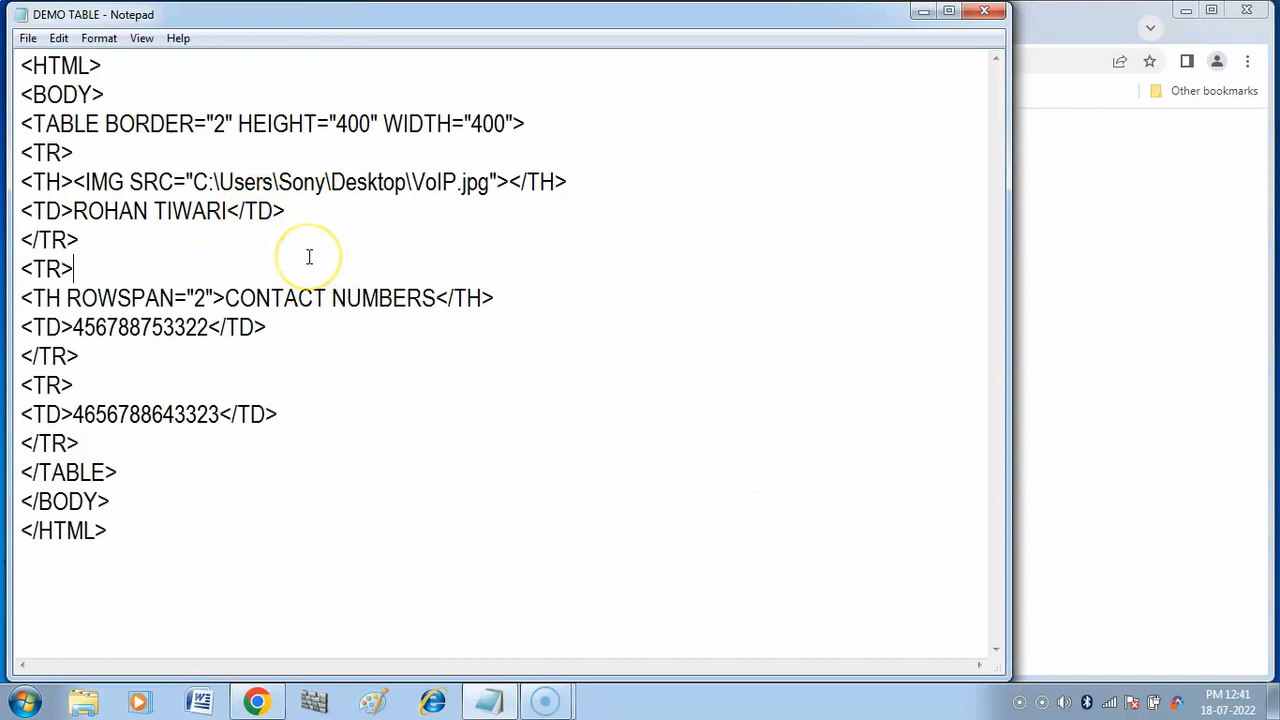 DEMO TABLE - Notepad
File Edit Format View Help
<HTML>
<BODY>
<TABLE BORDER="2" HEIGHT="400" WIDTH="400">
<TR>
<TH><IMG SRC="C:\Users\Sony\Desktop\VoIP.jpg"></TH>
<TD>ROHAN TIWARI</TD>
</TR>
<TR>
<TH ROWSPAN="2">CONTACT NUMBERS</TH>
<TD>456788753322</TD>
</TR>
<TR>
<TD>4656788643323</TD>
</TR>
</TABLE>
</BODY>
</HTML>
Other bookmarks
PM 12:41
18-07-2022